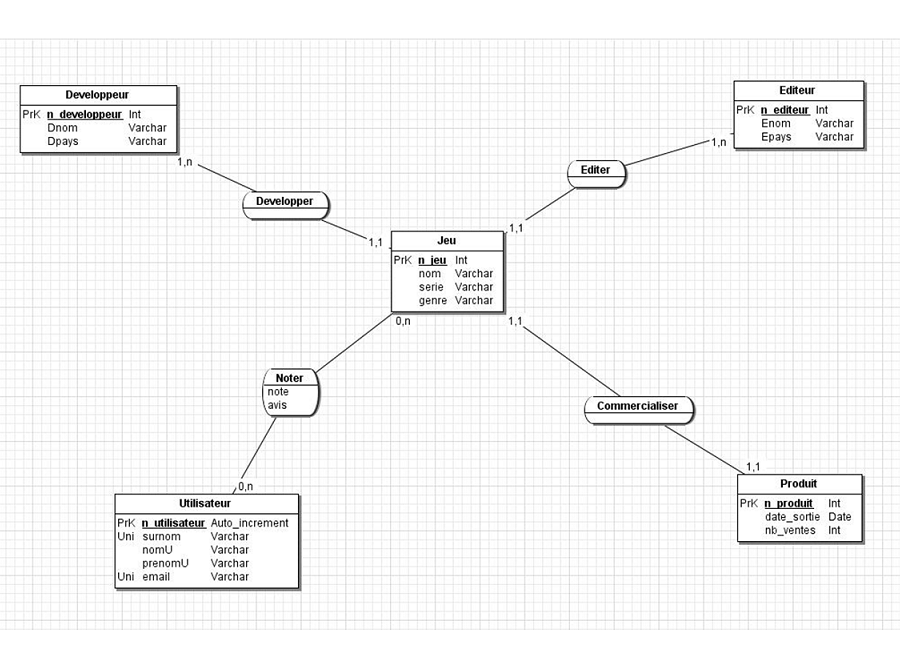 Developpeur
PrK n_developpeur Int
Dnom Varchar
Dpays Varchar
1,n
Developper
1,1
Editeur
PrK n_editeur Int
Enom Varchar
Epays Varchar
1,n
Editer
1,1
Jeu
PrK n_jeu Int
nom Varchar
serie Varchar
genre Varchar
0,n
1,1
Noter
note
avis
0,n
Commercialiser
1,1
Utilisateur
PrK n_utilisateur Auto_increment
Uni surnom Varchar
nomU Varchar
prenomU Varchar
Uni email Varchar
Produit
PrK n_produit Int
date_sortie Date
nb_ventes Int